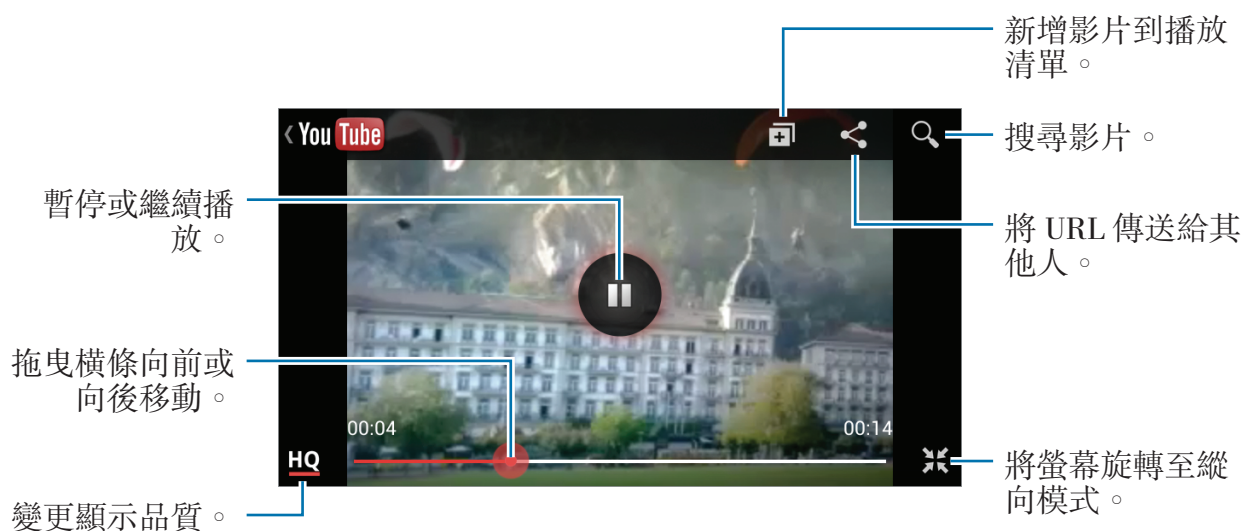 新增影片到播放
清單。
You Tube
搜尋影片。
暫停或繼續播
放。
將 URL 傳送給其
他人。
拖曳橫條向前或
向後移動。
00:04
00:14
HQ
將螢幕旋轉至縱
向模式。
變更顯示品質。